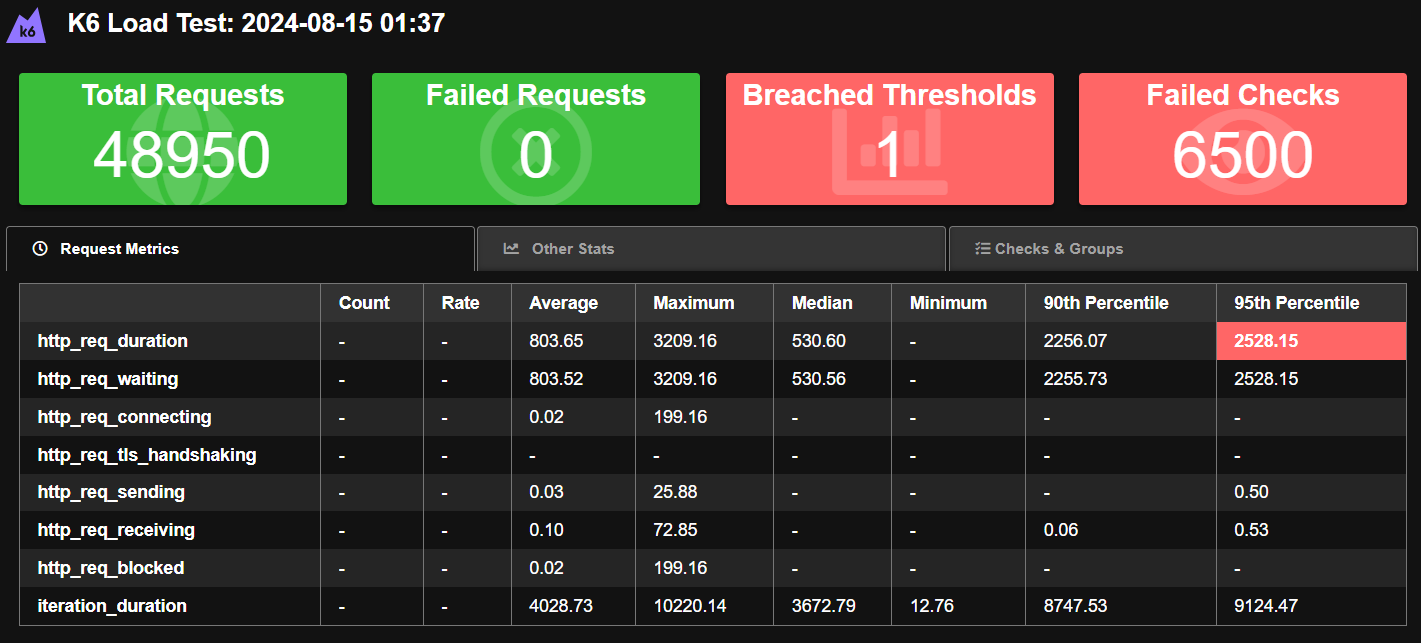 k6 K6 Load Test: 2024-08-15 01:37
Total Requests Failed Requests Breached Thresholds Failed Checks
48950 0 1 6500
Request Metrics Other Stats Checks & Groups
Count Rate Average Maximum Median Minimum 90th Percentile 95th Percentile
http_req_duration - - 803.65 3209.16 530.60 - 2256.07 2528.15
http_req_waiting - - 803.52 3209.16 530.56 - 2255.73 2528.15
http_req_connecting - - 0.02 199.16 - - - -
http_req_tls_handshaking - - - - - - - -
http_req_sending - - 0.03 25.88 - - - 0.50
http_req_receiving - - 0.10 72.85 - - 0.06 0.53
http_req_blocked - - 0.02 199.16 - - - -
iteration_duration - - 4028.73 10220.14 3672.79 12.76 8747.53 9124.47